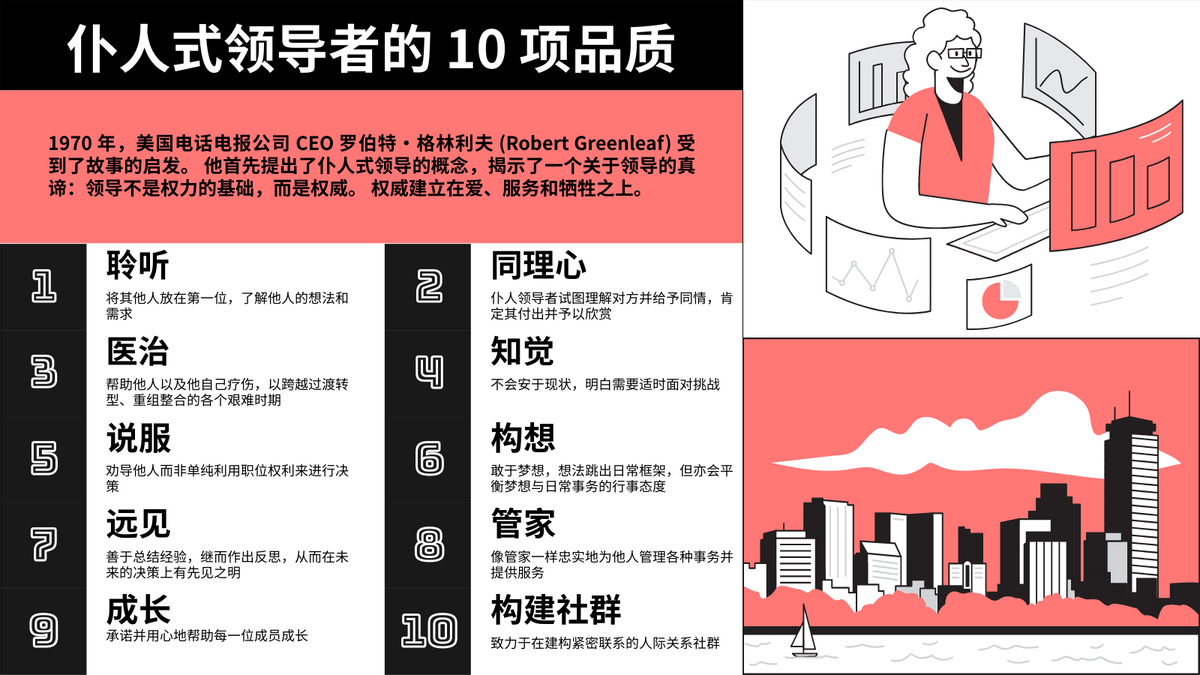 仆人式领导者的 10 项品质
1970 年，美国电话电报公司 CEO 罗伯特·格林利夫 (Robert Greenleaf) 受
到了故事的启发。 他首先提出了仆人式领导的概念，揭示了一个关于领导的真
谛：领导不是权力的基础，而是权威。 权威建立在爱、服务和牺牲之上。
1
聆听
将其他人放在第一位，了解他人的想法和
需求
2
同理心
仆人领导者试图理解对方并给予同情，肯
定其付出并予以欣赏
3
医治
帮助他人以及他自己疗伤，以跨越过渡转
型、重组整合的各个艰难时期
4
知觉
不会安于现状，明白需要适时面对挑战
5
说服
劝导他人而非单纯利用职位权利来进行决
策
6
构想
敢于梦想，想法跳出日常框架，但亦会平
衡梦想与日常事务的行事态度
7
远见
善于总结经验，继而作出反思，从而在未
来的决策上有先见之明
8
管家
像管家一样忠实地为他人管理各种事务并
提供服务
9
成长
承诺并用心地帮助每一位成员成长
10
构建社群
致力于在建构紧密联系的人际关系社群